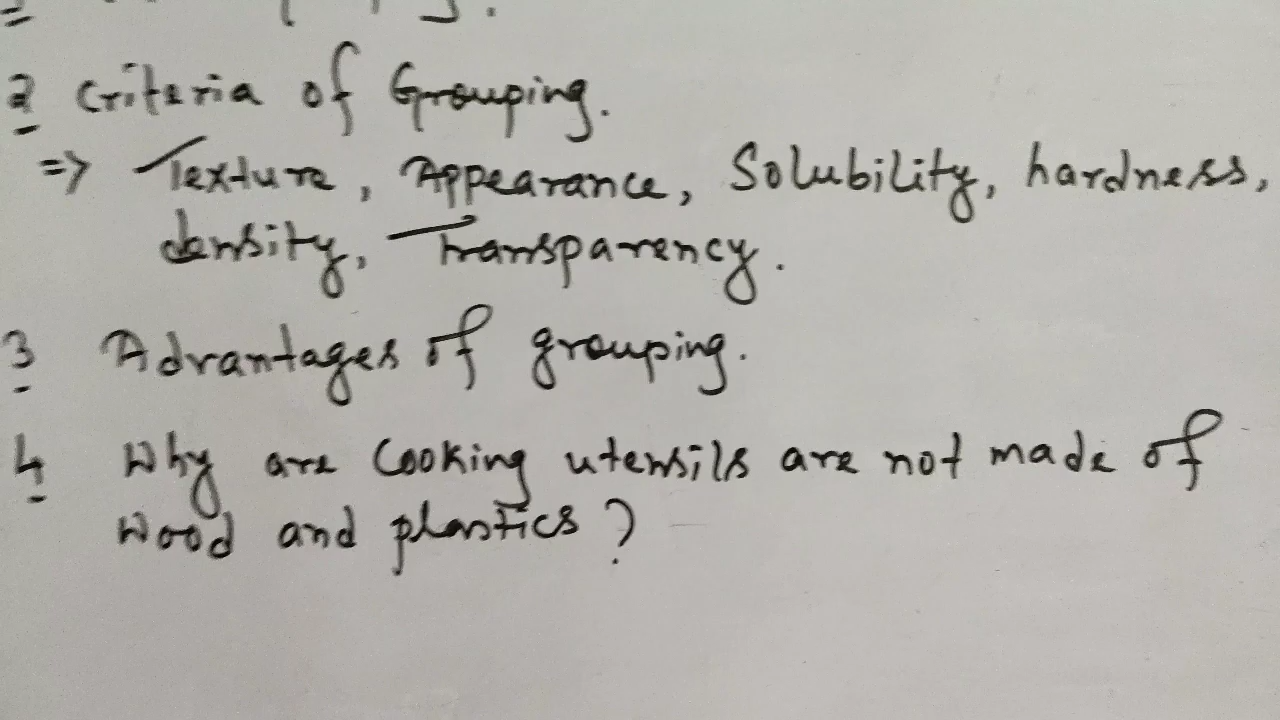 2 Criteria of Grouping.
=> Texture, Appearance, Solubility, hardness,
density, Transparency.
3 Advantages of grouping.
4 Why are Cooking utensils are not made of
wood and plastics?